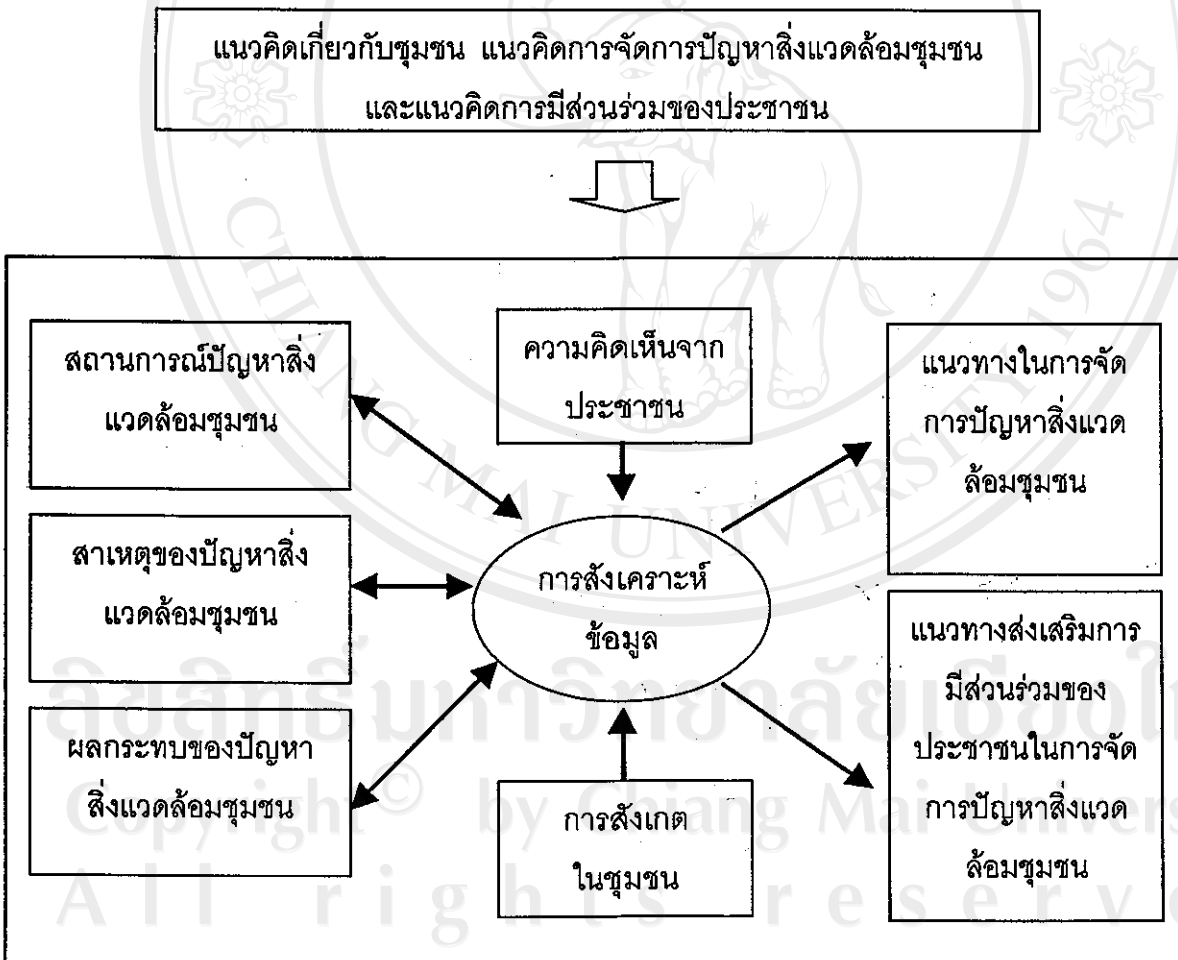 แนวคิดเกี่ยวกับชุมชน แนวคิดการจัดการปัญหาสิ่งแวดล้อมชุมชน
และแนวคิดการมีส่วนร่วมของประชาชน
สถานการณ์ปัญหาสิ่ง
แวดล้อมชุมชน
สาเหตุของปัญหาสิ่ง
แวดล้อมชุมชน
ผลกระทบของปัญหา
สิ่งแวดล้อมชุมชน
ความคิดเห็นจาก
ประชาชน
การสังเคราะห์
ข้อมูล
การสังเกต
ในชุมชน
แนวทางในการจัด
การปัญหาสิ่งแวด
ล้อมชุมชน
แนวทางส่งเสริมการ
มีส่วนร่วมของ
ประชาชนในการจัด
การปัญหาสิ่งแวด
ล้อมชุมชน
CHIANG MAI UNIVERSITY 1964
ลิขสิทธิ์มหาวิทยาลัยเชียงให
Copyright © by Chiang Mai Univers
All rights reserve